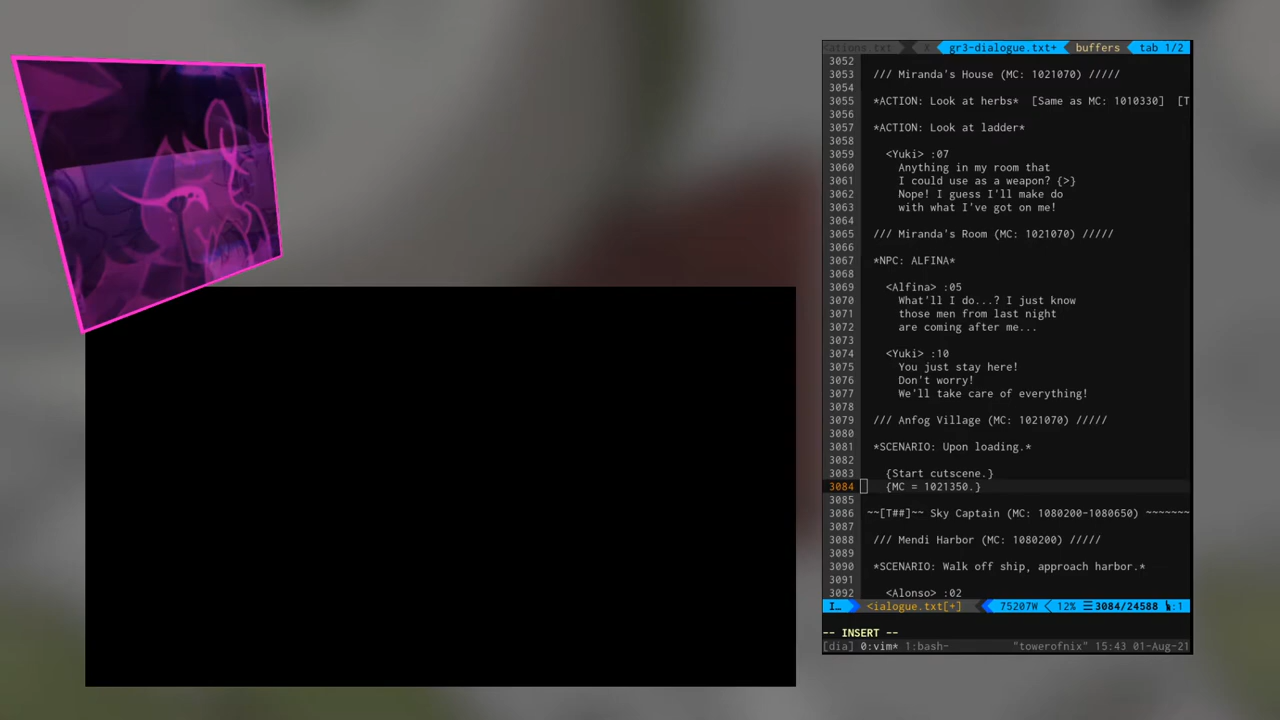 <ations.txt X gr3-dialogue.txt+ buffers tab 1/2
3052
3053 /// Miranda's House (MC: 1021070) /////
3054
3055 *ACTION: Look at herbs* [Same as MC: 1010330] [T
3056
3057 *ACTION: Look at ladder*
3058
3059 <Yuki> :07
3060 Anything in my room that
3061 I could use as a weapon? {>}
3062 Nope! I guess I'll make do
3063 with what I've got on me!
3064
3065 /// Miranda's Room (MC: 1021070) /////
3066
3067 *NPC: ALFINA*
3068
3069 <Alfina> :05
3070 What'll I do...? I just know
3071 those men from last night
3072 are coming after me...
3073
3074 <Yuki> :10
3075 You just stay here!
3076 Don't worry!
3077 We'll take care of everything!
3078
3079 /// Anfog Village (MC: 1021070) /////
3080
3081 *SCENARIO: Upon loading.*
3082
3083 {Start cutscene.}
3084 {MC = 1021350.}
3085
3086 ~~[T##]~~ Sky Captain (MC: 1080200-1080650) ~~~~~~~
3087
3088 /// Mendi Harbor (MC: 1080200) /////
3089
3090 *SCENARIO: Walk off ship, approach harbor.*
3091
3092 <Alonso> :02
I… <ialogue.txt[+] 75207W 12% ☰3084/24588 :1
-- INSERT --
[dia] 0:vim* 1:bash- "towerofnix" 15:43 01-Aug-21